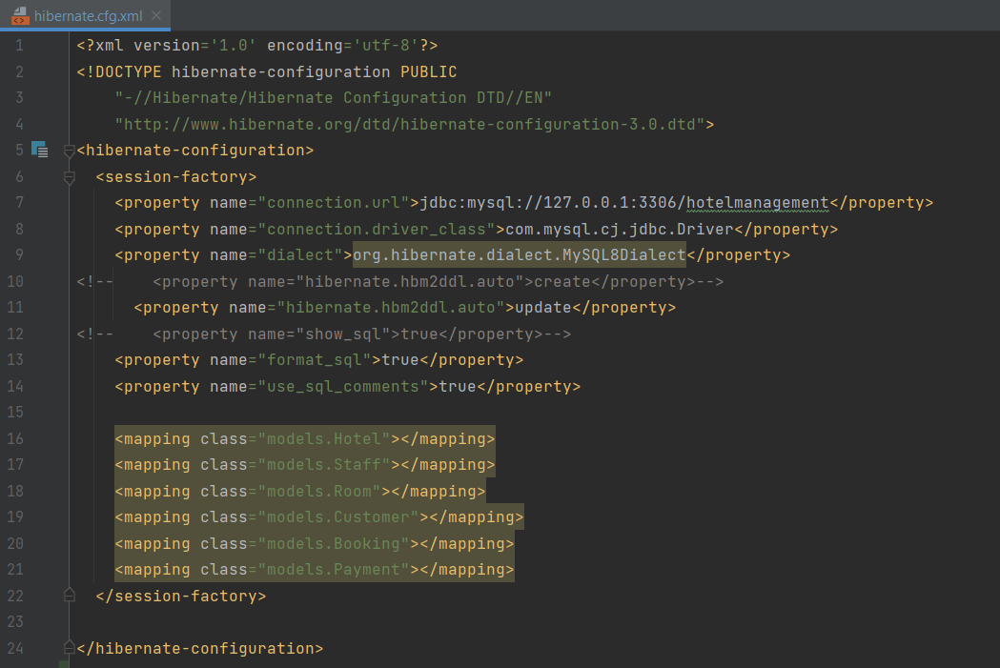 hibernate.cfg.xml
1 <?xml version='1.0' encoding='utf-8'?>
2 <!DOCTYPE hibernate-configuration PUBLIC
3     "-//Hibernate/Hibernate Configuration DTD//EN"
4     "http://www.hibernate.org/dtd/hibernate-configuration-3.0.dtd">
5 <hibernate-configuration>
6   <session-factory>
7     <property name="connection.url">jdbc:mysql://127.0.0.1:3306/hotelmanagement</property>
8     <property name="connection.driver_class">com.mysql.cj.jdbc.Driver</property>
9     <property name="dialect">org.hibernate.dialect.MySQL8Dialect</property>
10 <!--    <property name="hibernate.hbm2ddl.auto">create</property>-->
11       <property name="hibernate.hbm2ddl.auto">update</property>
12 <!--    <property name="show_sql">true</property>-->
13     <property name="format_sql">true</property>
14     <property name="use_sql_comments">true</property>
15
16     <mapping class="models.Hotel"></mapping>
17     <mapping class="models.Staff"></mapping>
18     <mapping class="models.Room"></mapping>
19     <mapping class="models.Customer"></mapping>
20     <mapping class="models.Booking"></mapping>
21     <mapping class="models.Payment"></mapping>
22   </session-factory>
23
24 </hibernate-configuration>